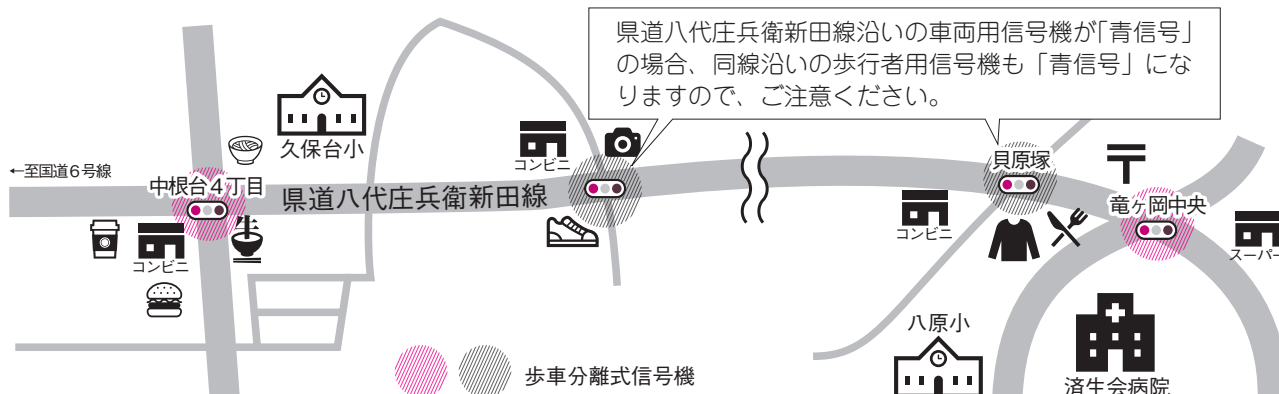 県道八代庄兵衛新田線沿いの車両用信号機が「青信号」
の場合、同線沿いの歩行者用信号機も「青信号」にな
りますので、ご注意ください。
久保台小
コンビニ
貝原塚
←至国道6号線
中根台4丁目
県道八代庄兵衛新田線
竜ヶ岡中央
コンビニ
牛
コンビニ
スーパー
八原小
歩車分離式信号機
済生会病院